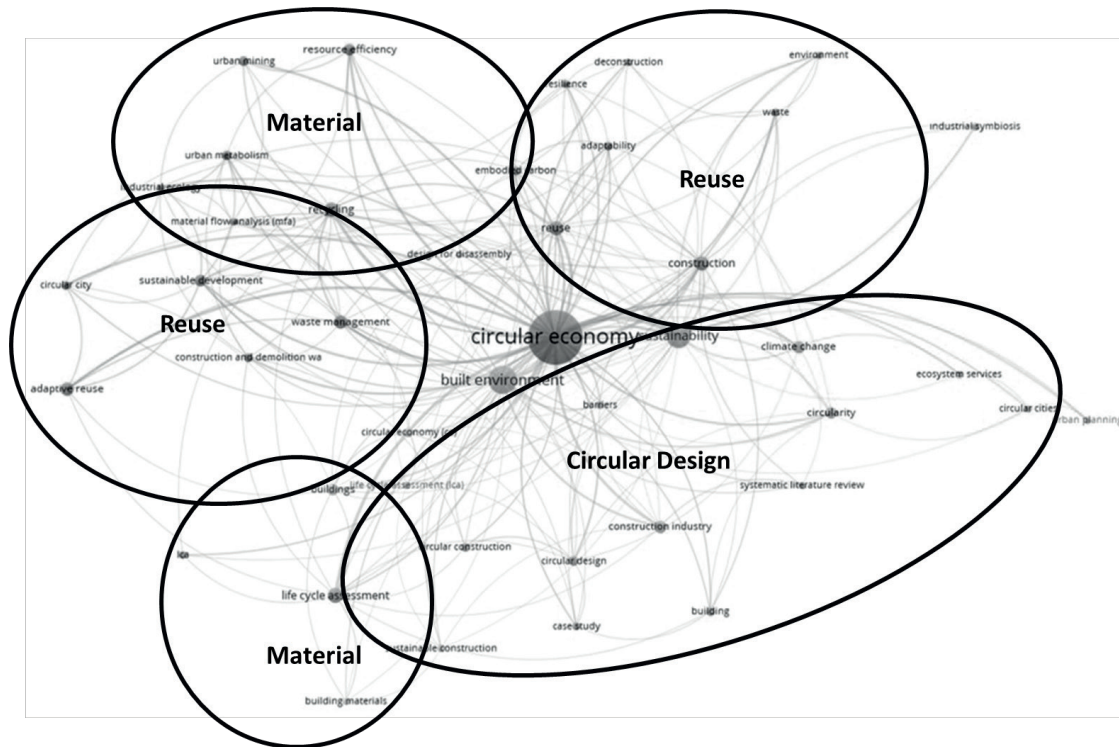 resource efficiency
urban mining
environment
deconstruction
resilience
waste
Material
industrial symbiosis
adaptability
urban metabolism
embodied carbon
Reuse
industrial ecology
recycling
material flow analysis (mfa)
reuse
design for disassembly
construction
sustainable development
circular city
Reuse
waste management
circular economy
sustainability
climate change
construction and demolition wa
ecosystem services
built environment
adaptive reuse
barriers
circular cities
circularity
urban planning
circular economy (ce)
Circular Design
buildings
life cycle assessment (lca)
systematic literature review
construction industry
circular construction
lca
circular design
life cycle assessment
building
case study
sustainable construction
Material
building materials